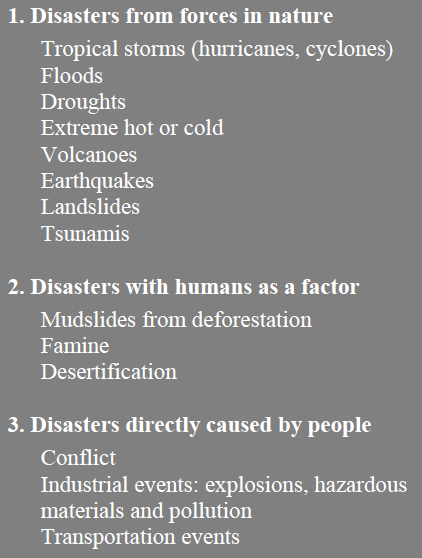 1. Disasters from forces in nature
Tropical storms (hurricanes, cyclones)
Floods
Droughts
Extreme hot or cold
Volcanoes
Earthquakes
Landslides
Tsunamis
2. Disasters with humans as a factor
Mudslides from deforestation
Famine
Desertification
3. Disasters directly caused by people
Conflict
Industrial events: explosions, hazardous
materials and pollution
Transportation events